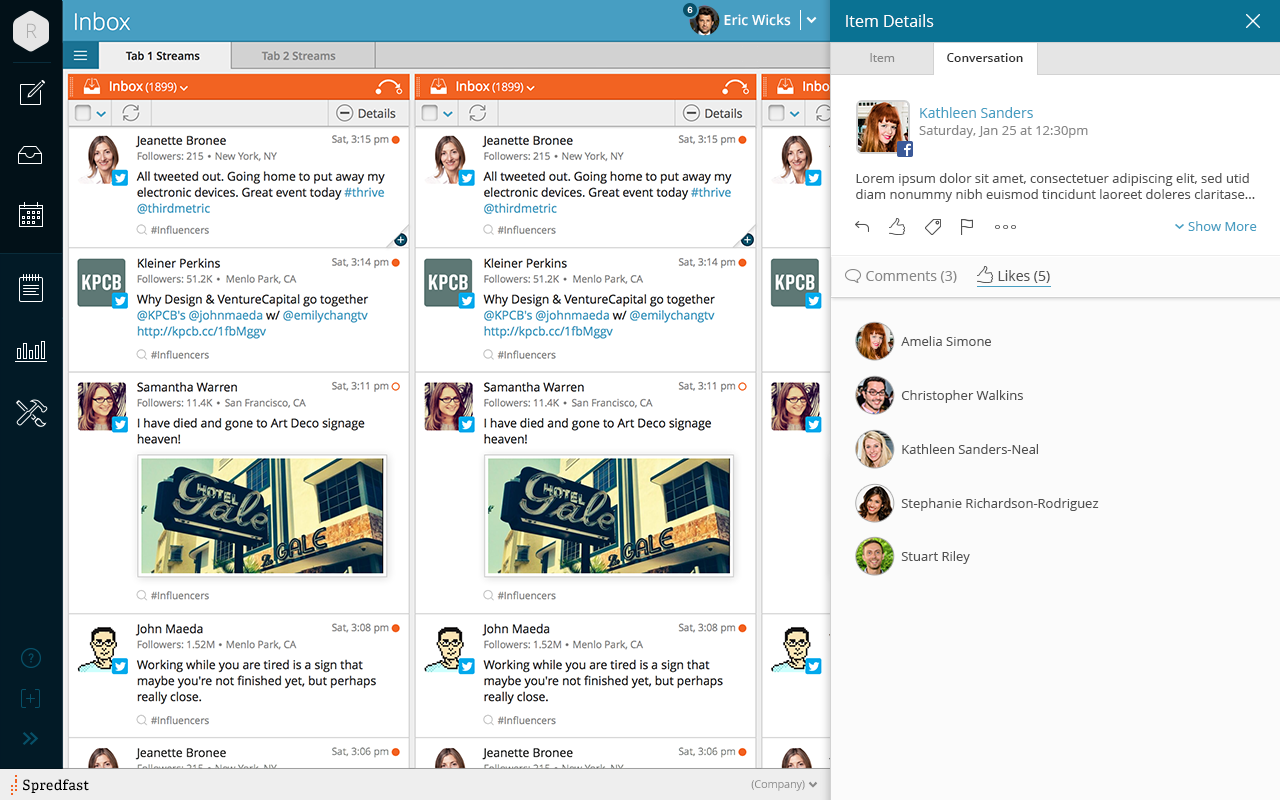 R
Inbox
6
Eric Wicks
Tab 1 Streams
Tab 2 Streams
Inbox (1899)
Details
Jeanette Bronee
Sat, 3:15 pm
Followers: 215 • New York, NY
All tweeted out. Going home to put away my
electronic devices. Great event today #thrive
@thirdmetric
#Influencers
KPCB
Kleiner Perkins
Sat, 3:14 pm
Followers: 51.2K • Menlo Park, CA
Why Design & VentureCapital go together
@KPCB's @johnmaeda w/ @emilychangtv
http://kpcb.cc/1fbMggv
#Influencers
Samantha Warren
Sat, 3:11 pm
Followers: 11.4K • San Francisco, CA
I have died and gone to Art Deco signage
heaven!
HOTEL
Gale
GALE
#Influencers
John Maeda
Sat, 3:08 pm
Followers: 1.52M • Menlo Park, CA
Working while you are tired is a sign that
maybe you're not finished yet, but perhaps
really close.
#Influencers
Jeanette Bronee
Sat, 3:06 pm
Followers: 215 • New York, NY
Inbox (1899)
Details
Jeanette Bronee
Sat, 3:15 pm
Followers: 215 • New York, NY
All tweeted out. Going home to put away my
electronic devices. Great event today #thrive
@thirdmetric
#Influencers
KPCB
Kleiner Perkins
Sat, 3:14 pm
Followers: 51.2K • Menlo Park, CA
Why Design & VentureCapital go together
@KPCB's @johnmaeda w/ @emilychangtv
http://kpcb.cc/1fbMggv
#Influencers
Samantha Warren
Sat, 3:11 pm
Followers: 11.4K • San Francisco, CA
I have died and gone to Art Deco signage
heaven!
HOTEL
Gale
GALE
#Influencers
John Maeda
Sat, 3:08 pm
Followers: 1.52M • Menlo Park, CA
Working while you are tired is a sign that
maybe you're not finished yet, but perhaps
really close.
#Influencers
Jeanette Bronee
Sat, 3:06 pm
Followers: 215 • New York, NY
Inbo
KPCB
Item Details
Item
Conversation
Kathleen Sanders
Saturday, Jan 25 at 12:30pm
Lorem ipsum dolor sit amet, consectetuer adipiscing elit, sed utid
diam nonummy nibh euismod tincidunt laoreet doleres claritase...
Show More
Comments (3)
Likes (5)
Amelia Simone
Christopher Walkins
Kathleen Sanders-Neal
Stephanie Richardson-Rodriguez
Stuart Riley
Spredfast
(Company)